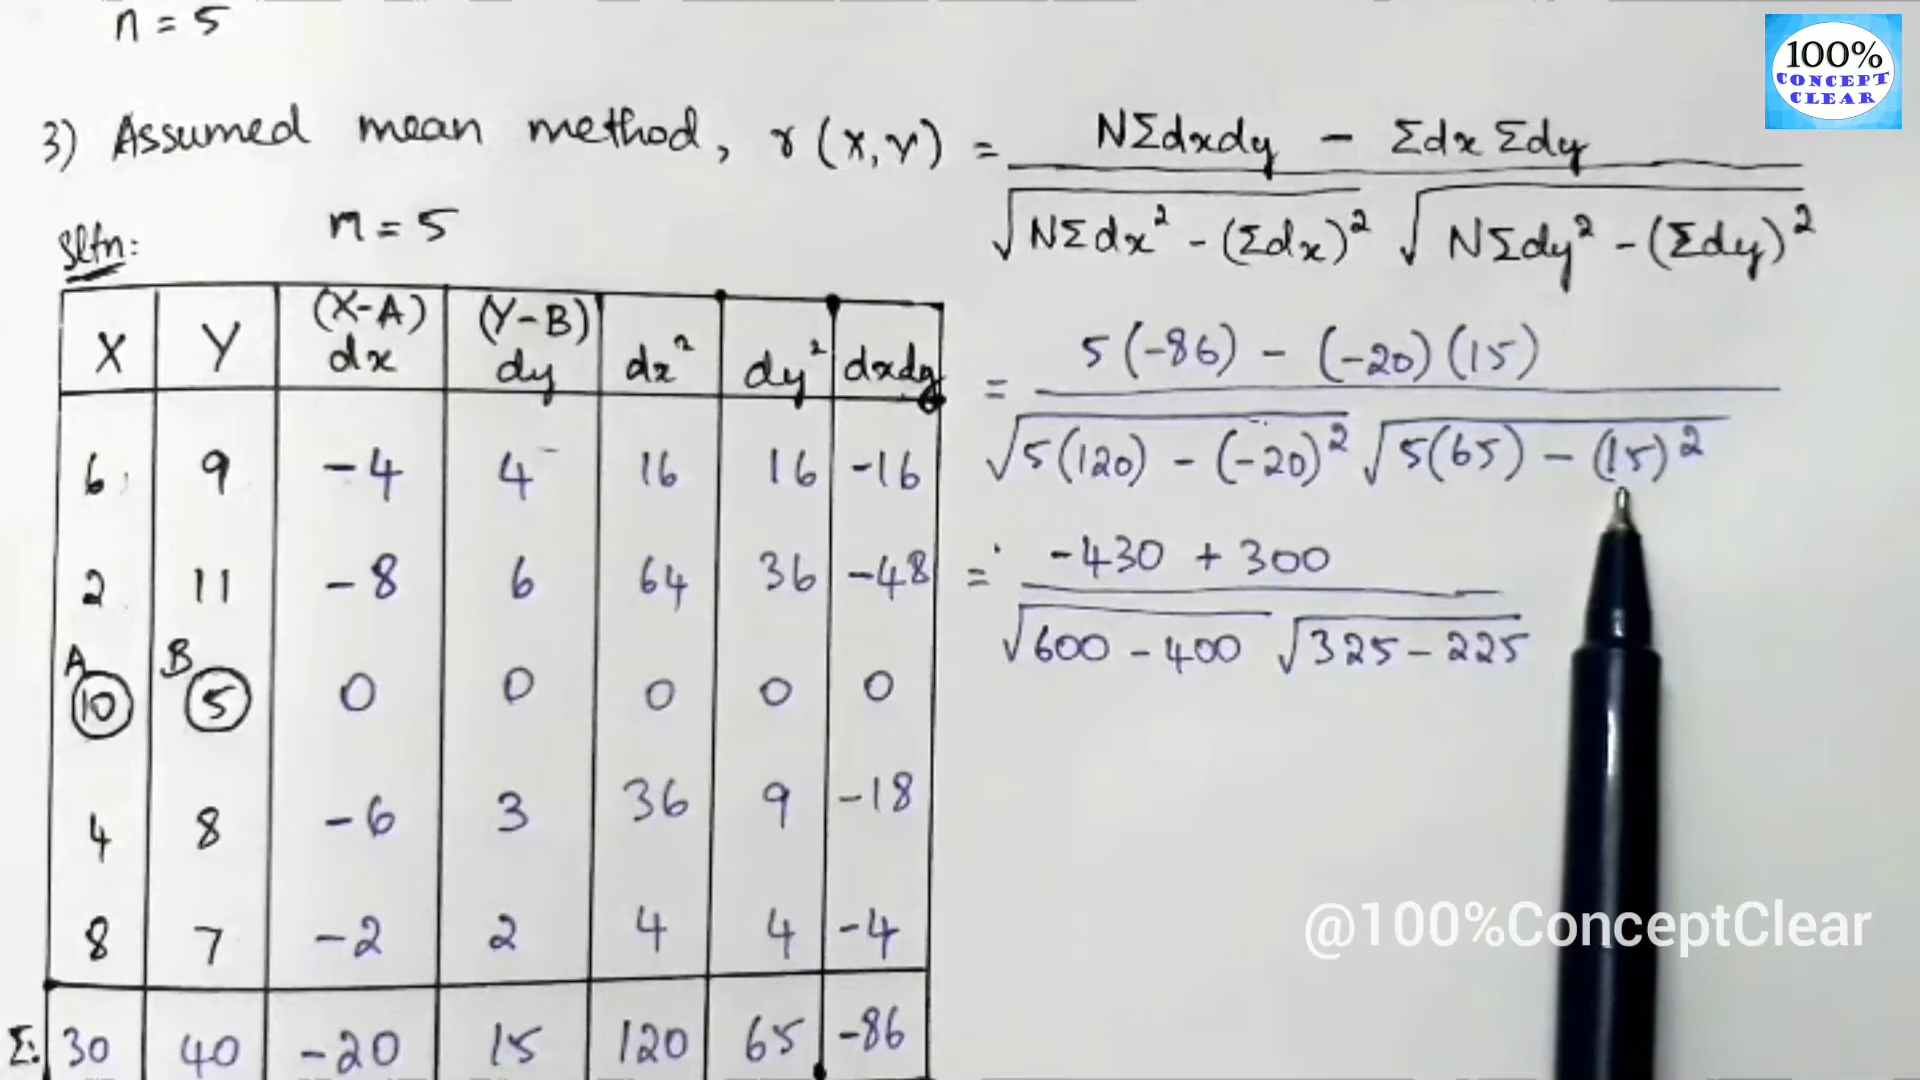 n = 5
100%
CONCEPT
CLEAR
3) Assumed mean method, r(X,Y) = NΣdxdy - Σdx Σdy
√NΣdx² - (Σdx)² √NΣdy² - (Σdy)²
Sltn: n = 5
X Y (X-A) dx (Y-B) dy dx² dy² dxdy
= 5(-86) - (-20)(15)
√5(120) - (-20)² √5(65) - (15)²
6 9 -4 4 16 16 -16
= -430 + 300
√600 - 400 √325 - 225
2 11 -8 6 64 36 -48
A 10 B 5 0 0 0 0 0
4 8 -6 3 36 9 -18
8 7 -2 2 4 4 -4
@100%ConceptClear
Σ: 30 40 -20 15 120 65 -86